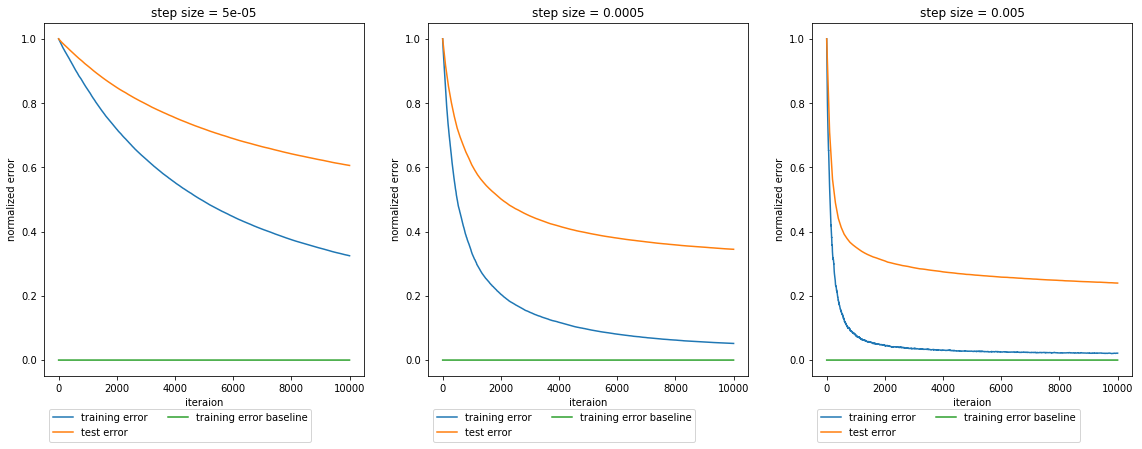 step size = 5e-05
normalized error
1.0
0.8
0.6
0.4
0.2
0.0
0 2000 4000 6000 8000 10000
iteraion
training error training error baseline
test error
step size = 0.0005
normalized error
1.0
0.8
0.6
0.4
0.2
0.0
0 2000 4000 6000 8000 10000
iteraion
training error training error baseline
test error
step size = 0.005
normalized error
1.0
0.8
0.6
0.4
0.2
0.0
0 2000 4000 6000 8000 10000
iteraion
training error training error baseline
test error